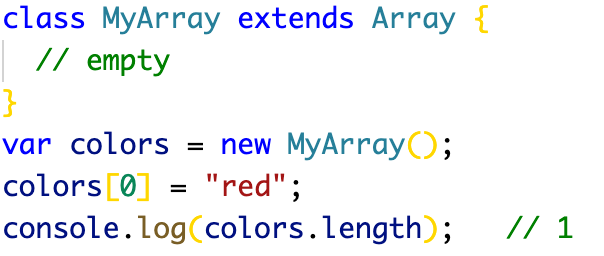 class MyArray extends Array {
  // empty
}
var colors = new MyArray();
colors[0] = "red";
console.log(colors.length);   // 1